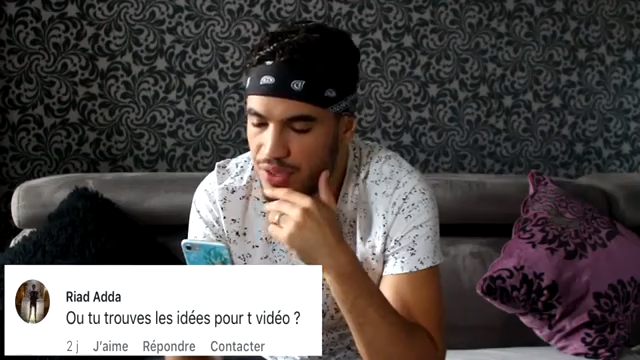 Riad Adda
Ou tu trouves les idées pour t vidéo ?
2 j J'aime Répondre Contacter